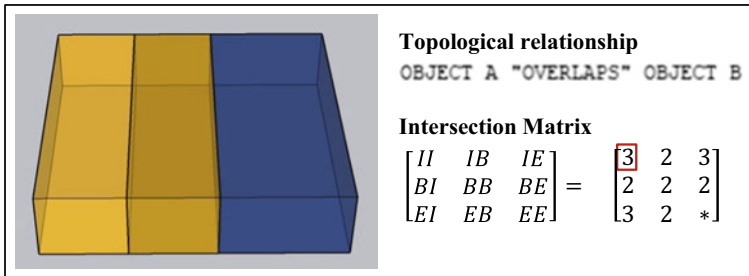 Topological relationship
OBJECT A "OVERLAPS" OBJECT B
Intersection Matrix
[II IB IE] [3 2 3]
[BI BB BE] = [2 2 2]
[EI EB EE] [3 2 *]